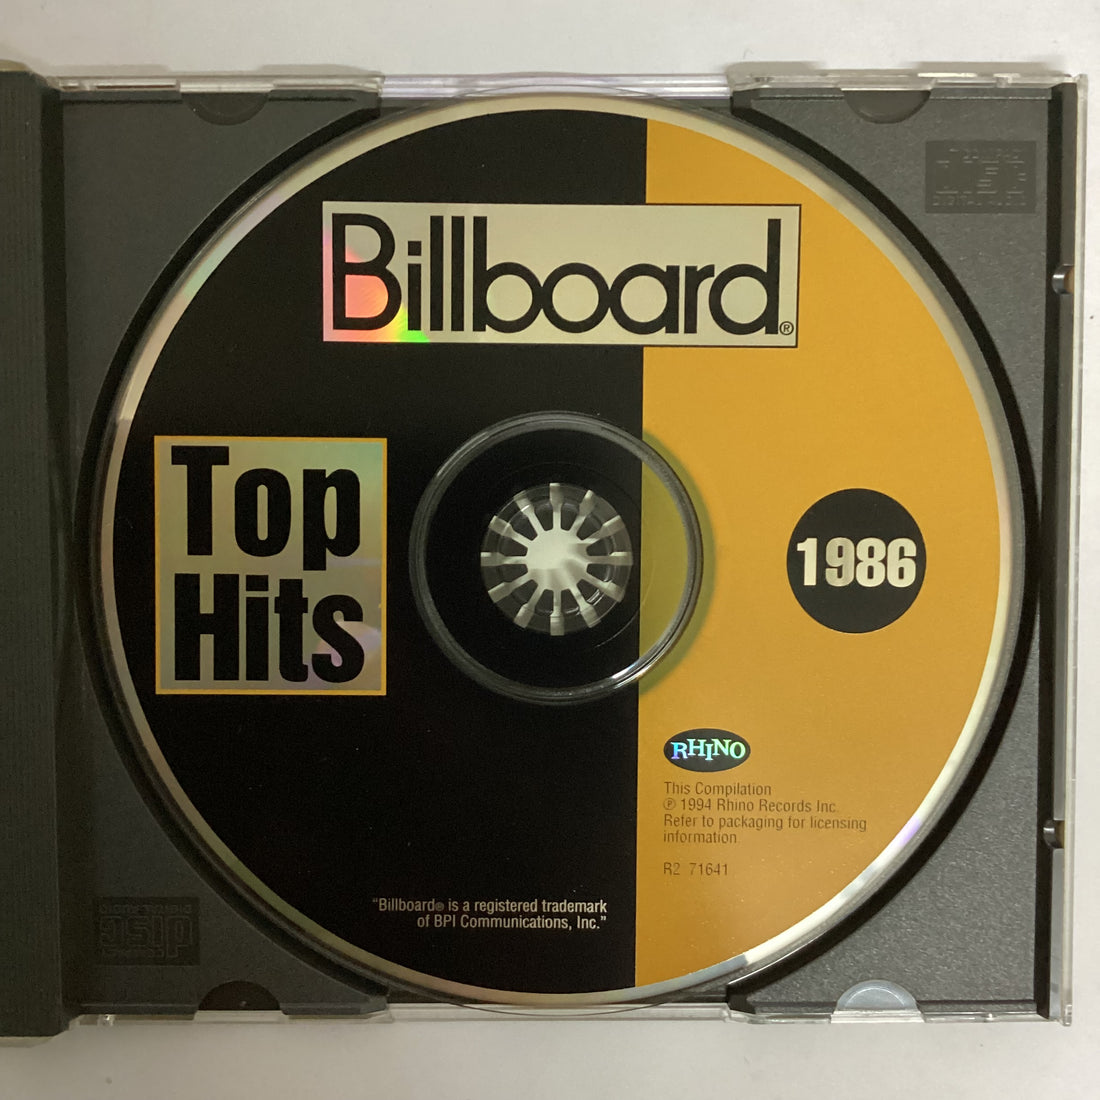 Billboard®
Top
Hits
1986
RHINO
This Compilation
℗ 1994 Rhino Records Inc.
Refer to packaging for licensing
information.
R2 71641
"Billboard® is a registered trademark
of BPI Communications, Inc."